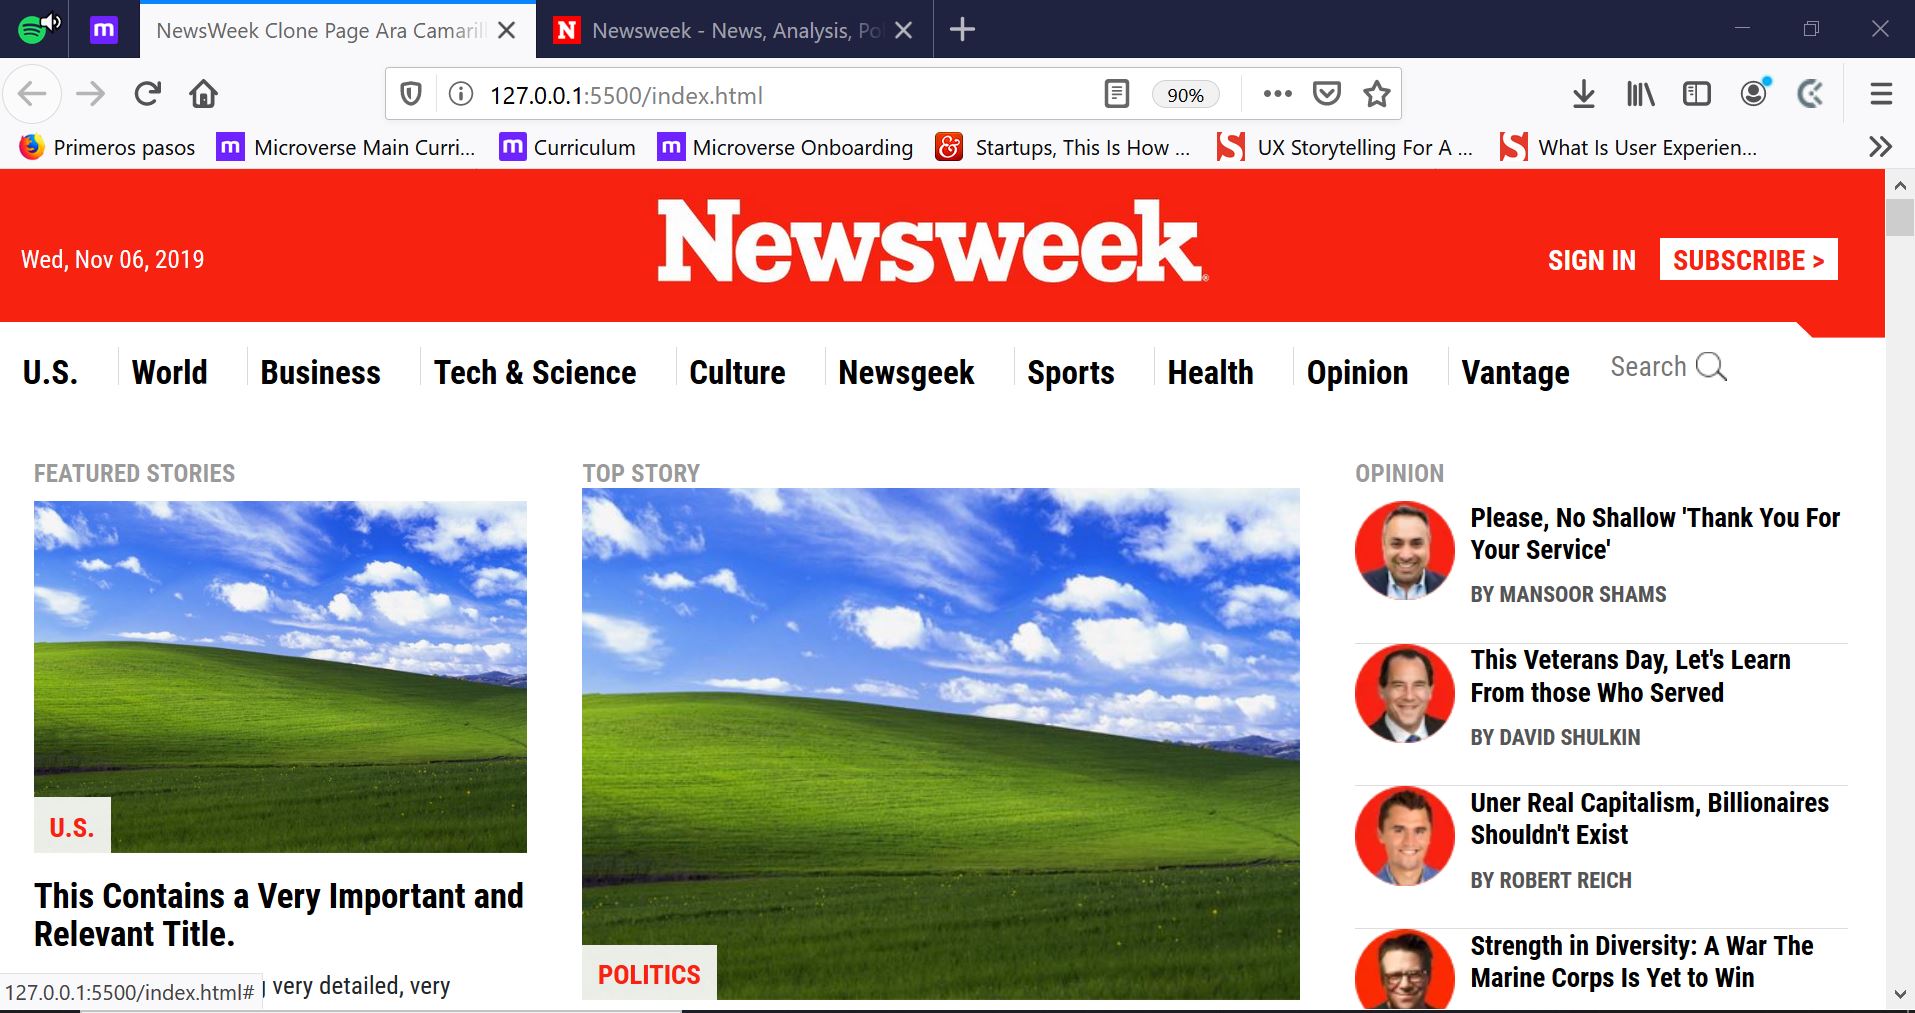 NewsWeek Clone Page Ara Camaril
Newsweek - News, Analysis, Pol
127.0.0.1:5500/index.html
90%
Primeros pasos
m Microverse Main Curri...
m Curriculum
m Microverse Onboarding
& Startups, This Is How ...
S UX Storytelling For A ...
S What Is User Experien...
Wed, Nov 06, 2019
Newsweek
SIGN IN
SUBSCRIBE >
U.S.
World
Business
Tech & Science
Culture
Newsgeek
Sports
Health
Opinion
Vantage
Search
FEATURED STORIES
U.S.
This Contains a Very Important and
Relevant Title.
very detailed, very
127.0.0.1:5500/index.html#
TOP STORY
POLITICS
OPINION
Please, No Shallow 'Thank You For
Your Service'
BY MANSOOR SHAMS
This Veterans Day, Let's Learn
From those Who Served
BY DAVID SHULKIN
Uner Real Capitalism, Billionaires
Shouldn't Exist
BY ROBERT REICH
Strength in Diversity: A War The
Marine Corps Is Yet to Win